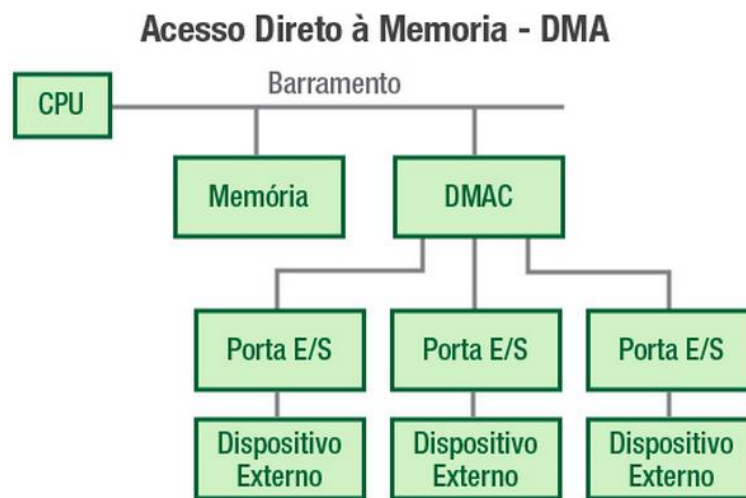 Acesso Direto à Memoria - DMA
Barramento
CPU
Memória
DMAC
Porta E/S
Porta E/S
Porta E/S
Dispositivo
Externo
Dispositivo
Externo
Dispositivo
Externo